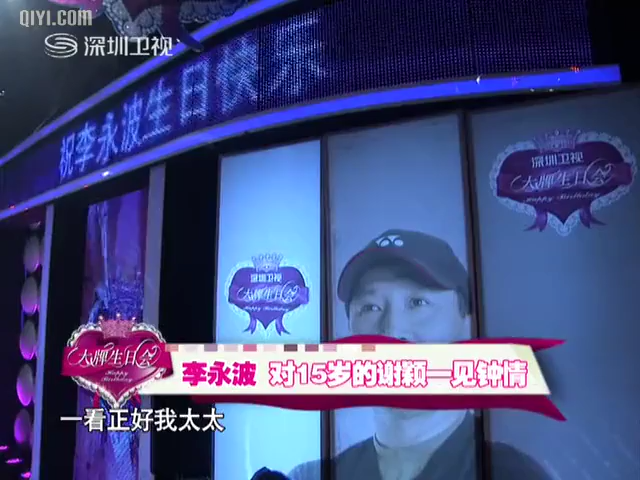 QIYI.COM
深圳卫视
祝李永波生日快乐
深圳卫视
大牌生日会
Happy Birthday
深圳卫视
大牌生日会
Happy Birthday
大牌生日会
Happy Birthday
李永波 对15岁的谢颖一见钟情
一看正好我太太